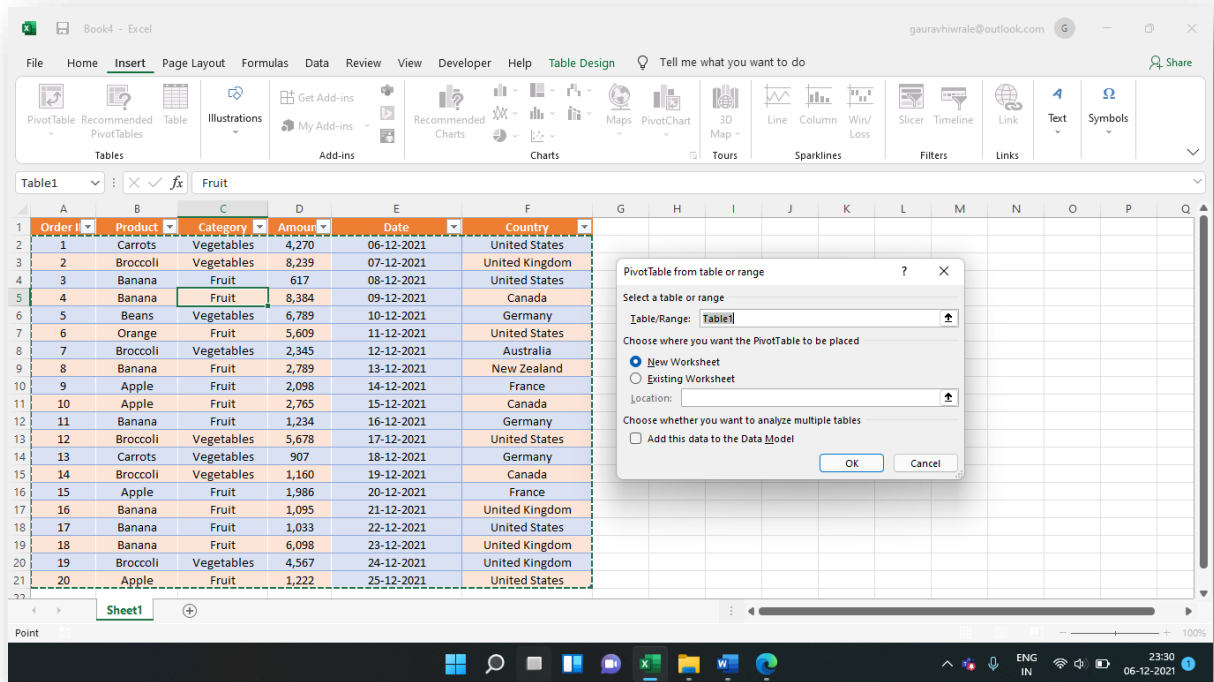 Book4 - Excel
gauravhiwrale@outlook.com G
File Home Insert Page Layout Formulas Data Review View Developer Help Table Design Tell me what you want to do Share
PivotTable Recommended PivotTables Table Illustrations Get Add-ins My Add-ins Recommended Charts Maps PivotChart 3D Map Line Column Win/Loss Slicer Timeline Link Text Symbols
Tables Add-ins Charts Tours Sparklines Filters Links
Table1 fx Fruit
A B C D E F G H I J K L M N O P Q
1 Order I Product Category Amoun Date Country
2 1 Carrots Vegetables 4,270 06-12-2021 United States
3 2 Broccoli Vegetables 8,239 07-12-2021 United Kingdom
4 3 Banana Fruit 617 08-12-2021 United States
5 4 Banana Fruit 8,384 09-12-2021 Canada
6 5 Beans Vegetables 6,789 10-12-2021 Germany
7 6 Orange Fruit 5,609 11-12-2021 United States
8 7 Broccoli Vegetables 2,345 12-12-2021 Australia
9 8 Banana Fruit 2,789 13-12-2021 New Zealand
10 9 Apple Fruit 2,098 14-12-2021 France
11 10 Apple Fruit 2,765 15-12-2021 Canada
12 11 Banana Fruit 1,234 16-12-2021 Germany
13 12 Broccoli Vegetables 5,678 17-12-2021 United States
14 13 Carrots Vegetables 907 18-12-2021 Germany
15 14 Broccoli Vegetables 1,160 19-12-2021 Canada
16 15 Apple Fruit 1,986 20-12-2021 France
17 16 Banana Fruit 1,095 21-12-2021 United Kingdom
18 17 Banana Fruit 1,033 22-12-2021 United States
19 18 Banana Fruit 6,098 23-12-2021 United Kingdom
20 19 Broccoli Vegetables 4,567 24-12-2021 United Kingdom
21 20 Apple Fruit 1,222 25-12-2021 United States
22
PivotTable from table or range ?
Select a table or range
Table/Range: Table1
Choose where you want the PivotTable to be placed
New Worksheet
Existing Worksheet
Location:
Choose whether you want to analyze multiple tables
Add this data to the Data Model
OK Cancel
Sheet1
Point 100%
ENG
IN
23:30
06-12-2021
1